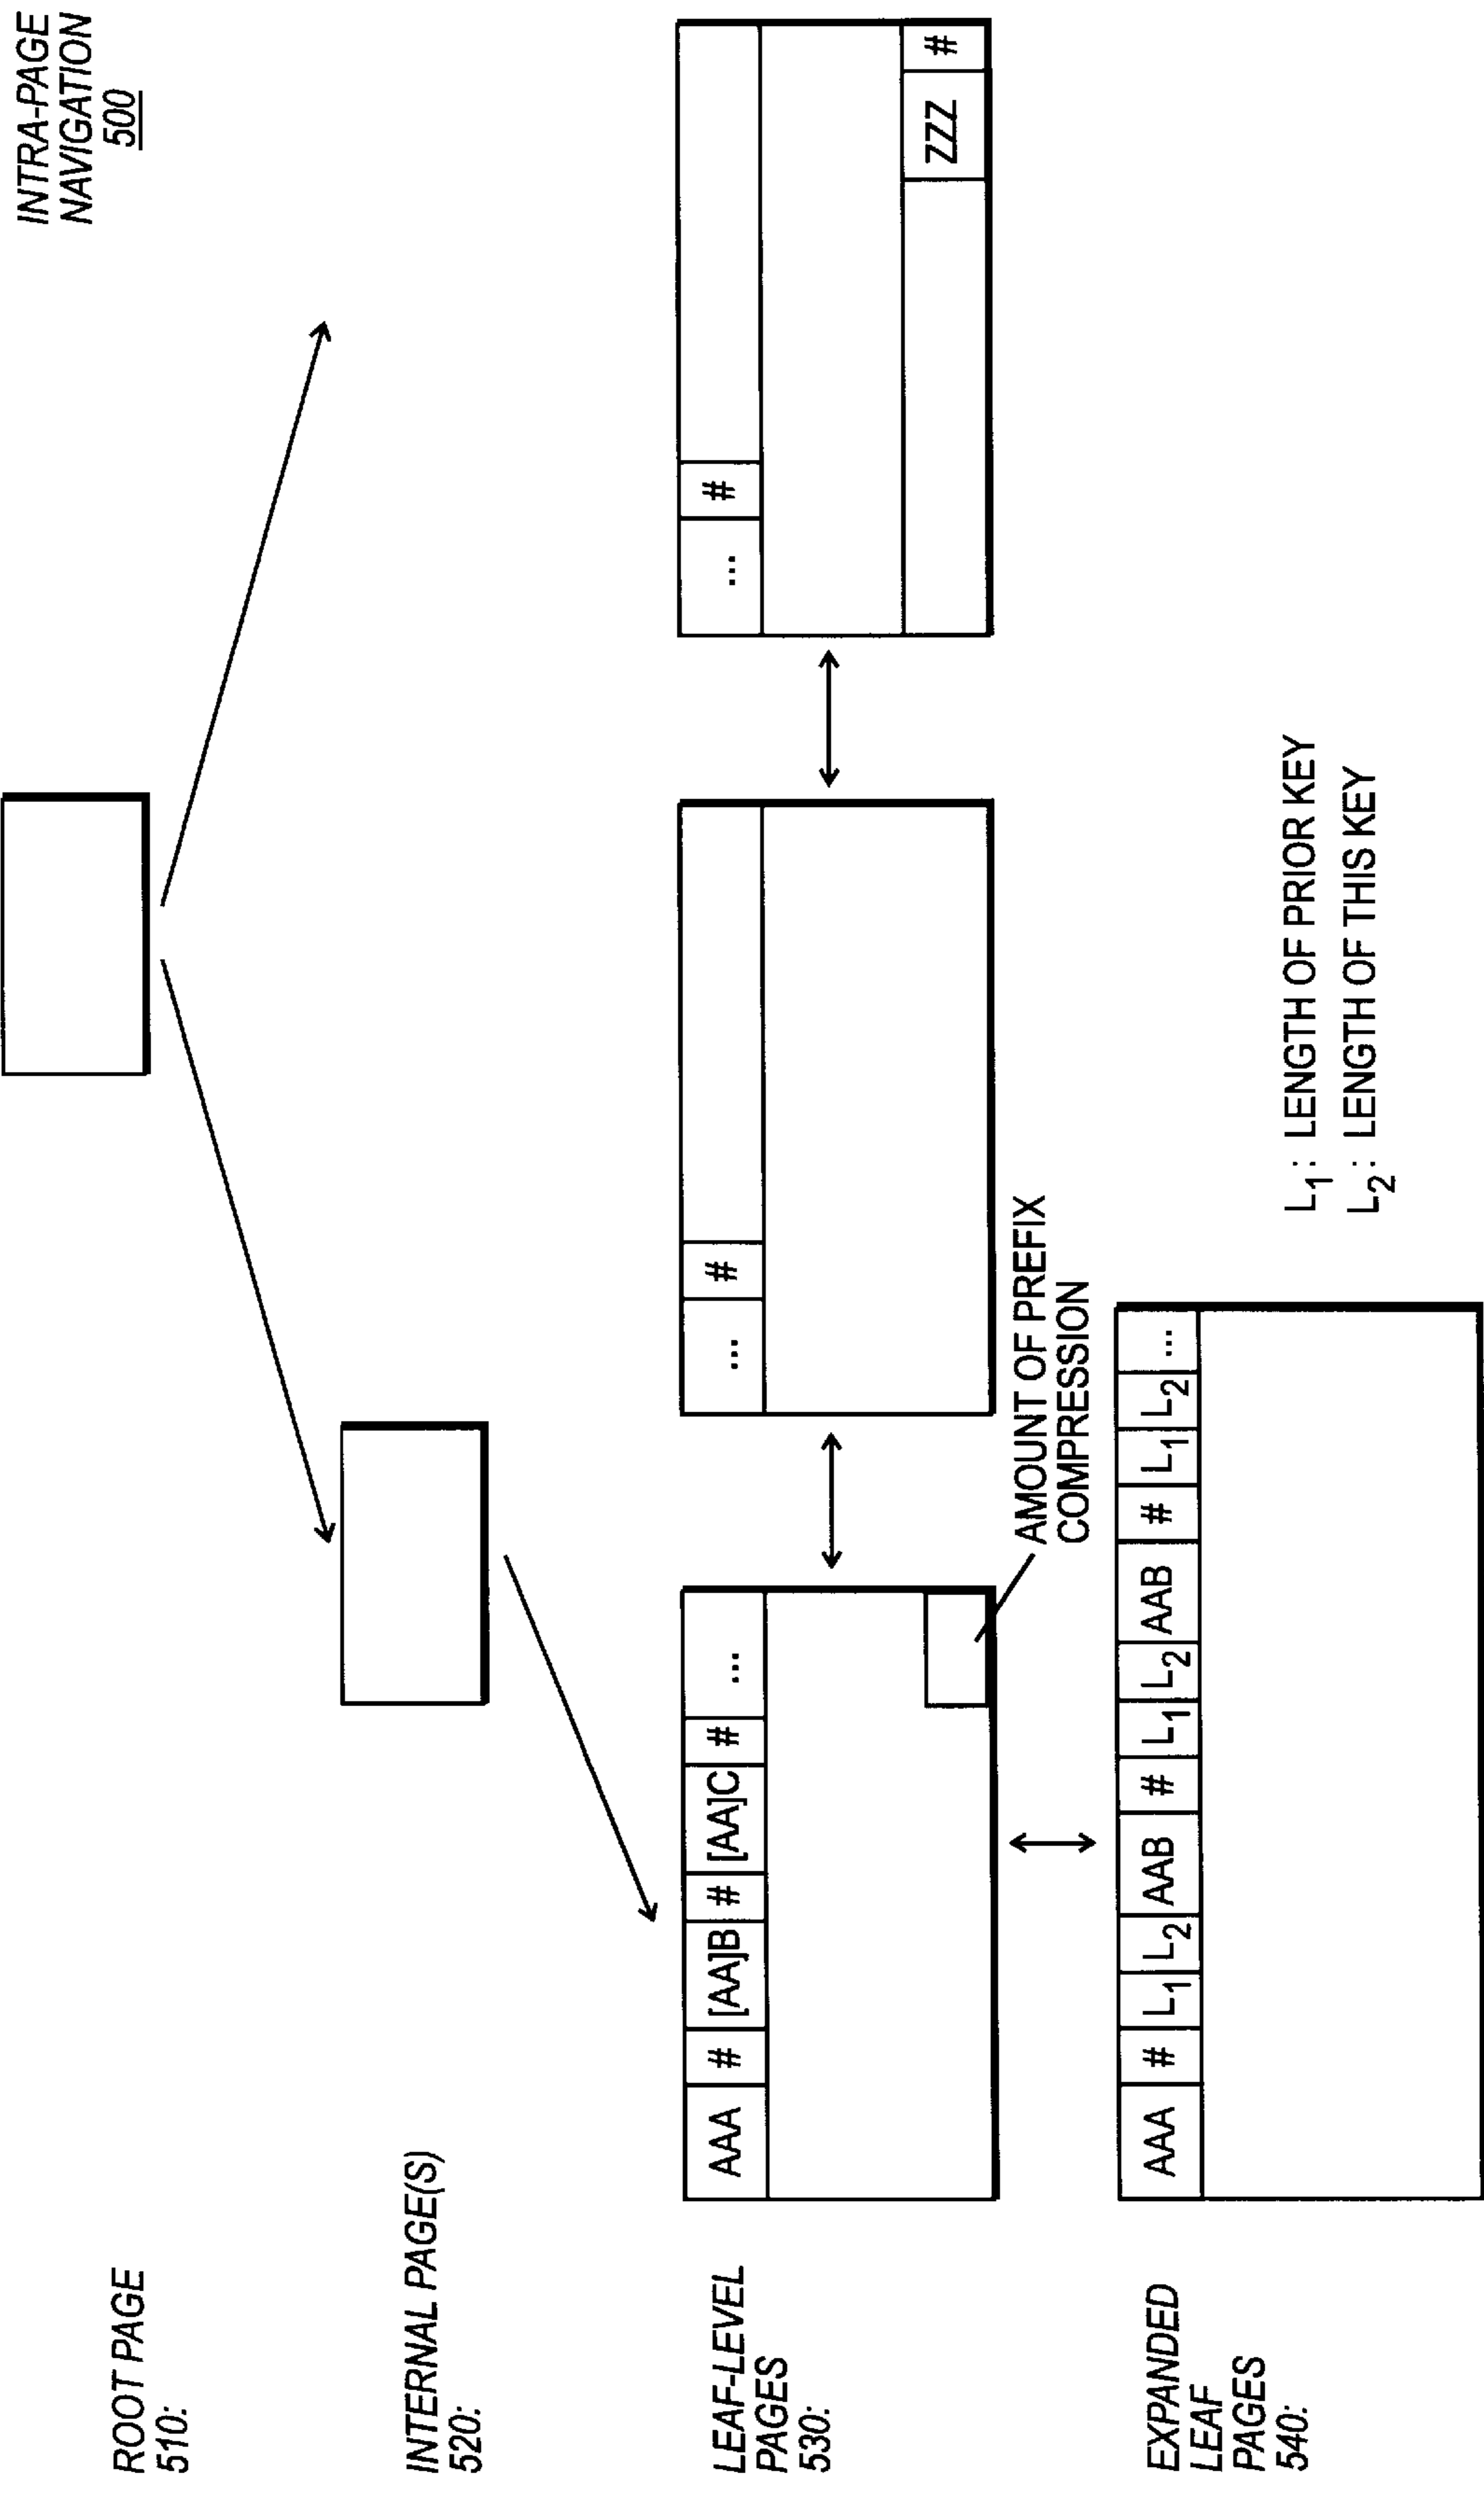 INTRA-PAGE
NAVIGATION
500
ROOT PAGE
510:
INTERNAL PAGE(S)
520:
LEAF-LEVEL
PAGES
530:
AAA # [AA]B # [AA]C # ...
... #
... #
ZZZ #
AMOUNT OF PREFIX
COMPRESSION
EXPANDED
LEAF
PAGES
540:
AAA # L1 L2 AAB # L1 L2 AAB # L1 L2 ...
L1: LENGTH OF PRIOR KEY
L2: LENGTH OF THIS KEY